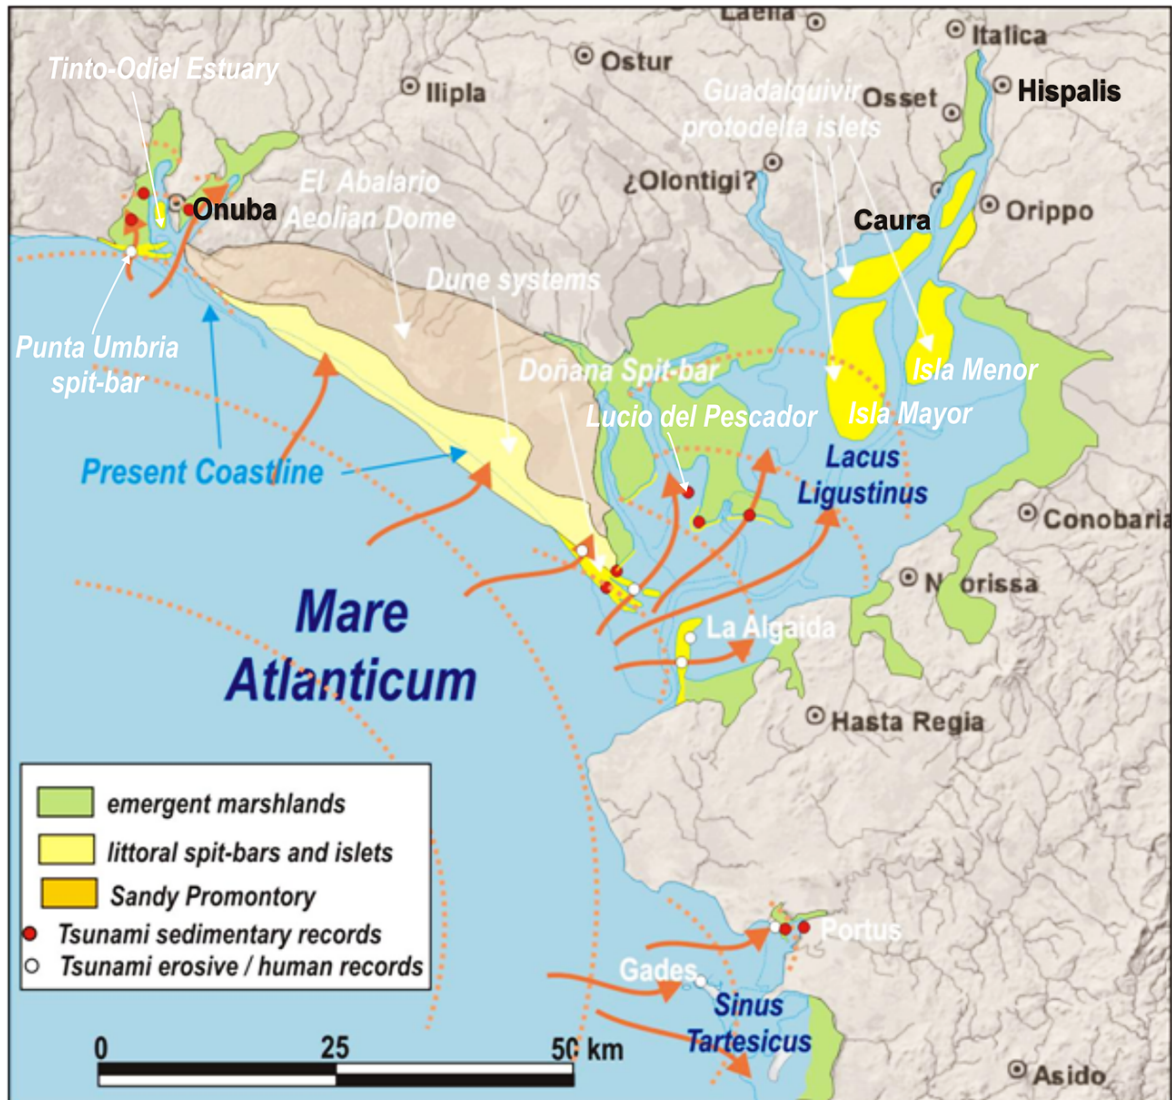 Laelia
Italica
Ostur
Tinto-Odiel Estuary
Ilipla
Guadalquivir
protodelta islets
Osset
Hispalis
¿Olontigi?
El Abalario
Aeolian Dome
Onuba
Caura
Orippo
Dune systems
Punta Umbria
spit-bar
Doñana Spit-bar
Isla Menor
Lucio del Pescador
Isla Mayor
Present Coastline
Lacus
Ligustinus
Conobaria
Mare
Atlanticum
La Algaida
Hasta Regia
emergent marshlands
littoral spit-bars and islets
Sandy Promontory
Tsunami sedimentary records
Tsunami erosive / human records
Portus
Gades
Sinus
Tartesicus
0 25 50 km
Asido